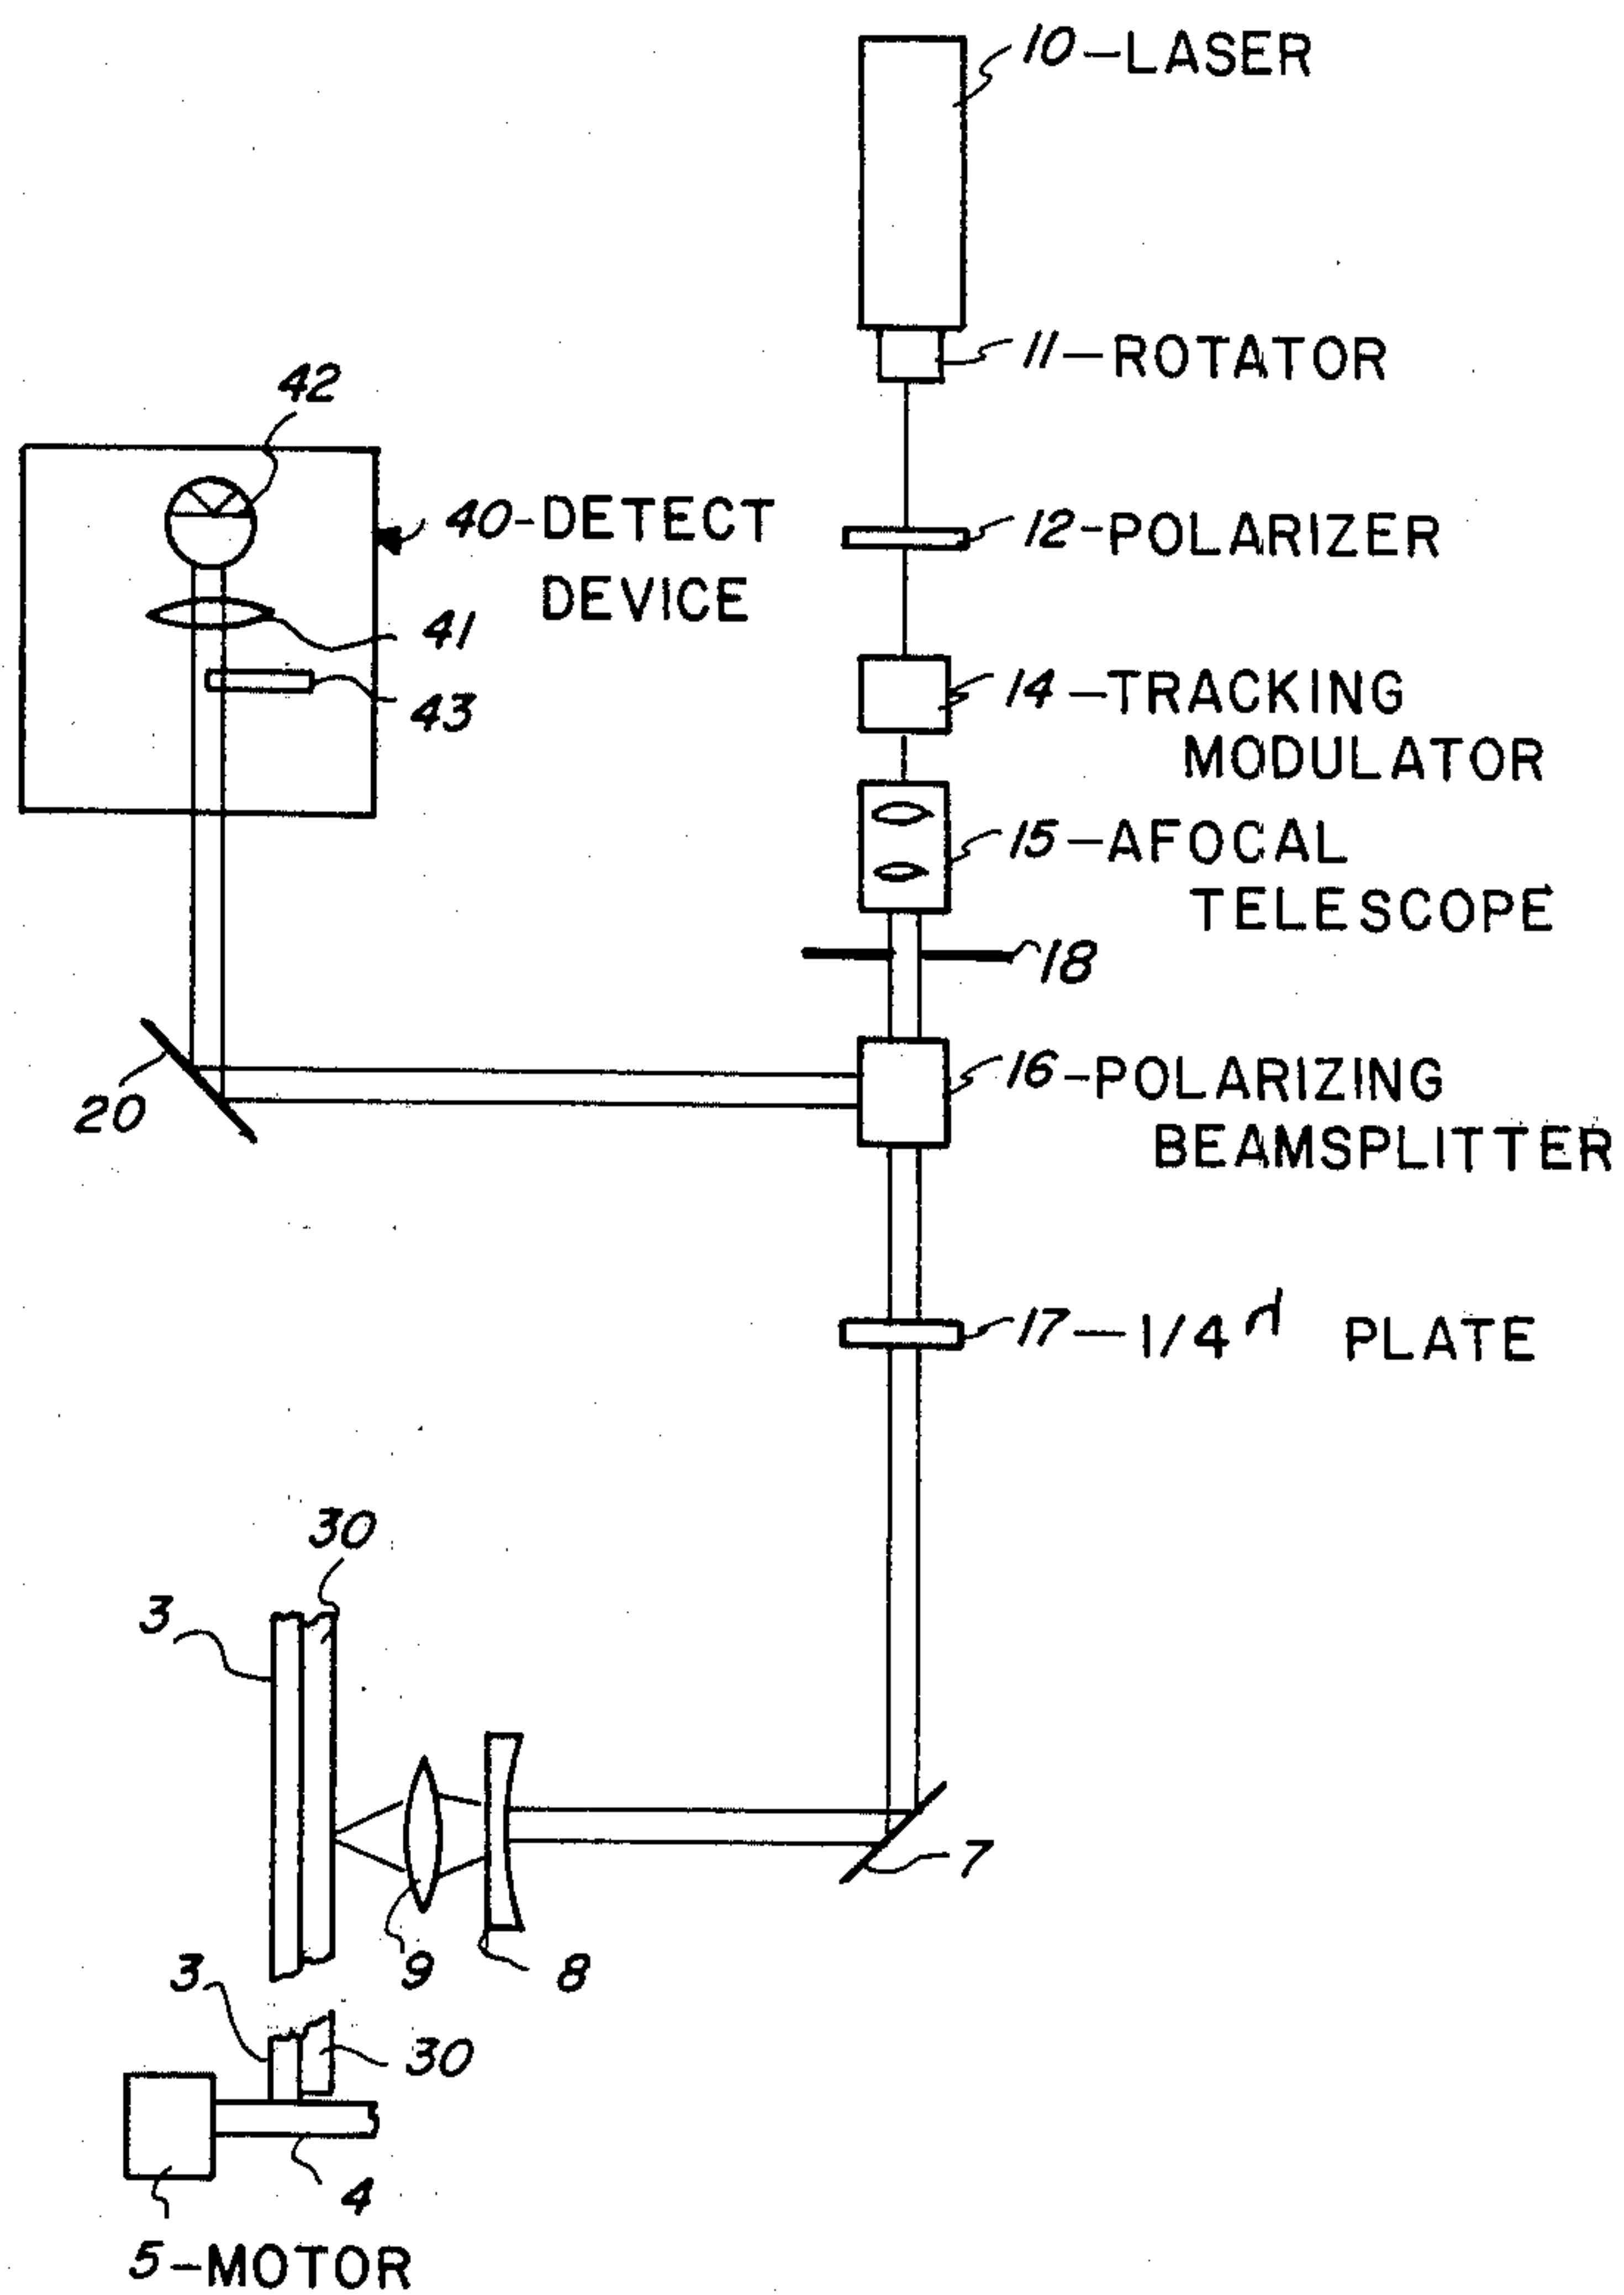 10-LASER
11-ROTATOR
42
40-DETECT
DEVICE
12-POLARIZER
41
43
14-TRACKING
MODULATOR
15-AFOCAL
TELESCOPE
18
16-POLARIZING
BEAMSPLITTER
20
17-1/4 λ PLATE
30
3
7
9
8
3
30
4
5-MOTOR